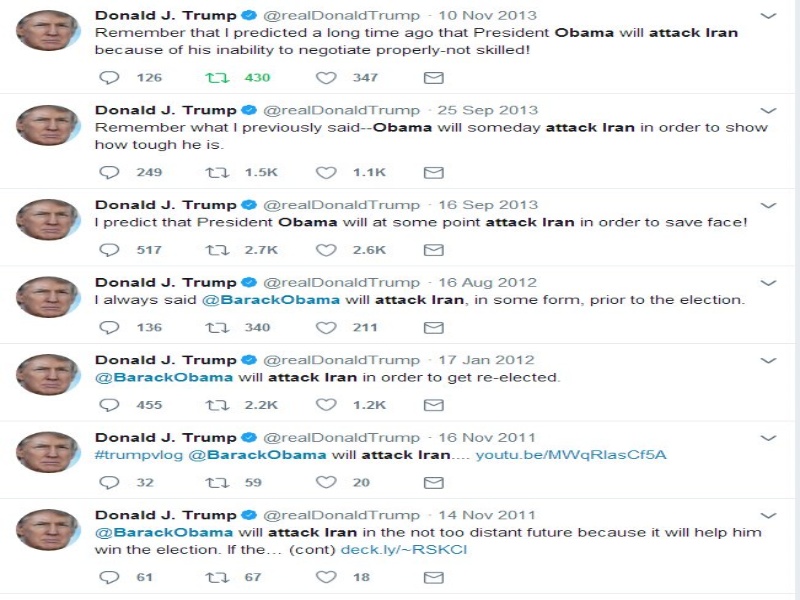 Donald J. Trump @realDonaldTrump · 10 Nov 2013
Remember that I predicted a long time ago that President Obama will attack Iran
because of his inability to negotiate properly-not skilled!
126 430 347
Donald J. Trump @realDonaldTrump · 25 Sep 2013
Remember what I previously said--Obama will someday attack Iran in order to show
how tough he is.
249 1.5K 1.1K
Donald J. Trump @realDonaldTrump · 16 Sep 2013
I predict that President Obama will at some point attack Iran in order to save face!
517 2.7K 2.6K
Donald J. Trump @realDonaldTrump · 16 Aug 2012
I always said @BarackObama will attack Iran, in some form, prior to the election.
136 340 211
Donald J. Trump @realDonaldTrump · 17 Jan 2012
@BarackObama will attack Iran in order to get re-elected.
455 2.2K 1.2K
Donald J. Trump @realDonaldTrump · 16 Nov 2011
#trumpvlog @BarackObama will attack Iran.... youtu.be/MWqRlasCf5A
32 59 20
Donald J. Trump @realDonaldTrump · 14 Nov 2011
@BarackObama will attack Iran in the not too distant future because it will help him
win the election. If the... (cont) deck.ly/~RSKCl
61 67 18